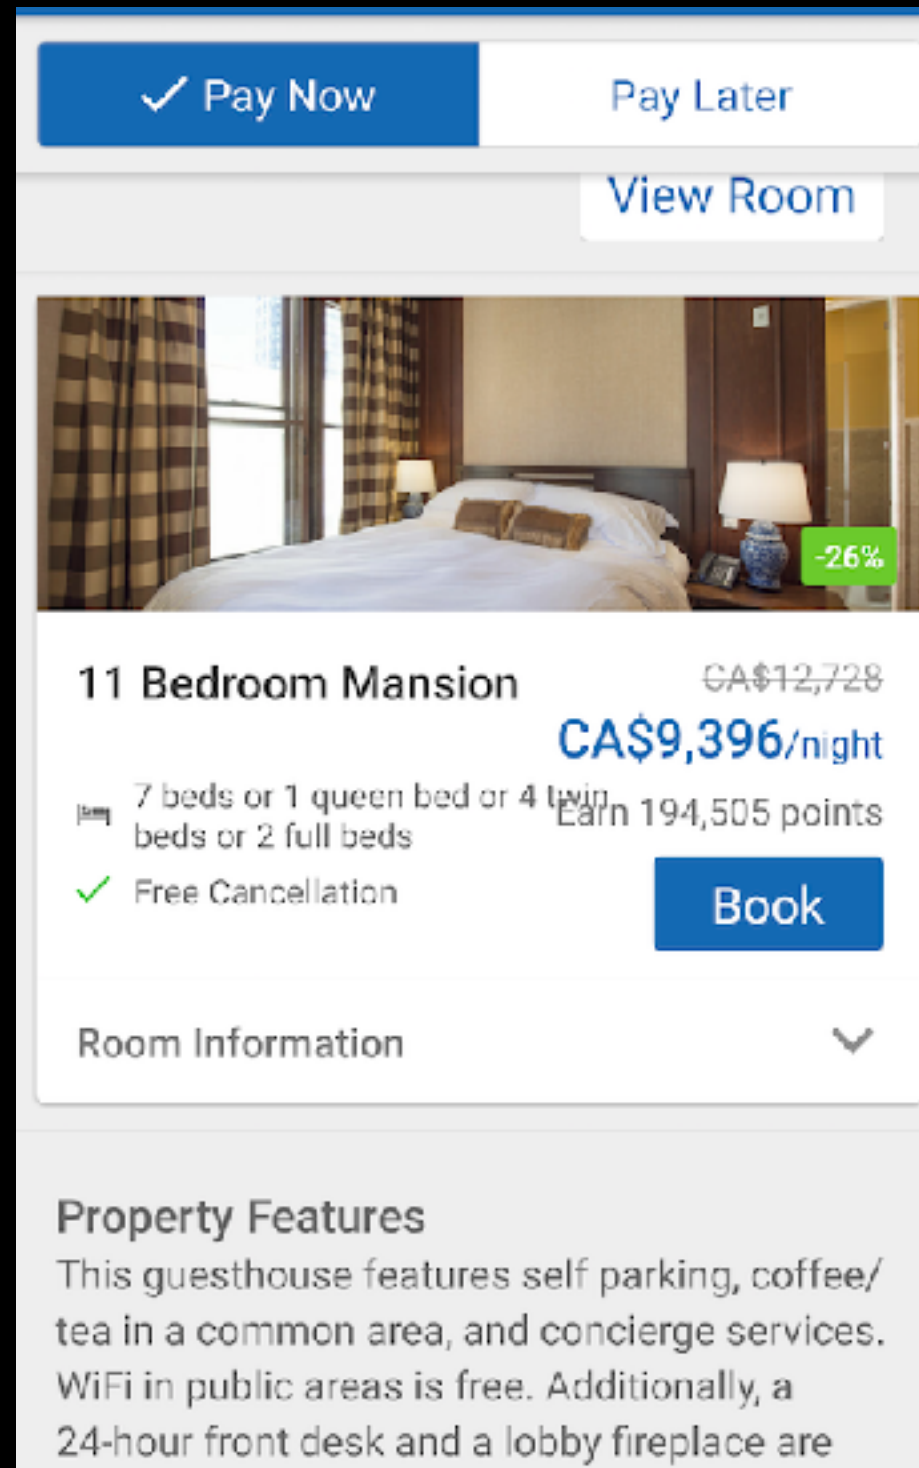 Pay Now
Pay Later
View Room
-26%
11 Bedroom Mansion
CA$12,728
CA$9,396/night
7 beds or 1 queen bed or 4 twin
beds or 2 full beds
Earn 194,505 points
Free Cancellation
Book
Room Information
Property Features
This guesthouse features self parking, coffee/
tea in a common area, and concierge services.
WiFi in public areas is free. Additionally, a
24-hour front desk and a lobby fireplace are